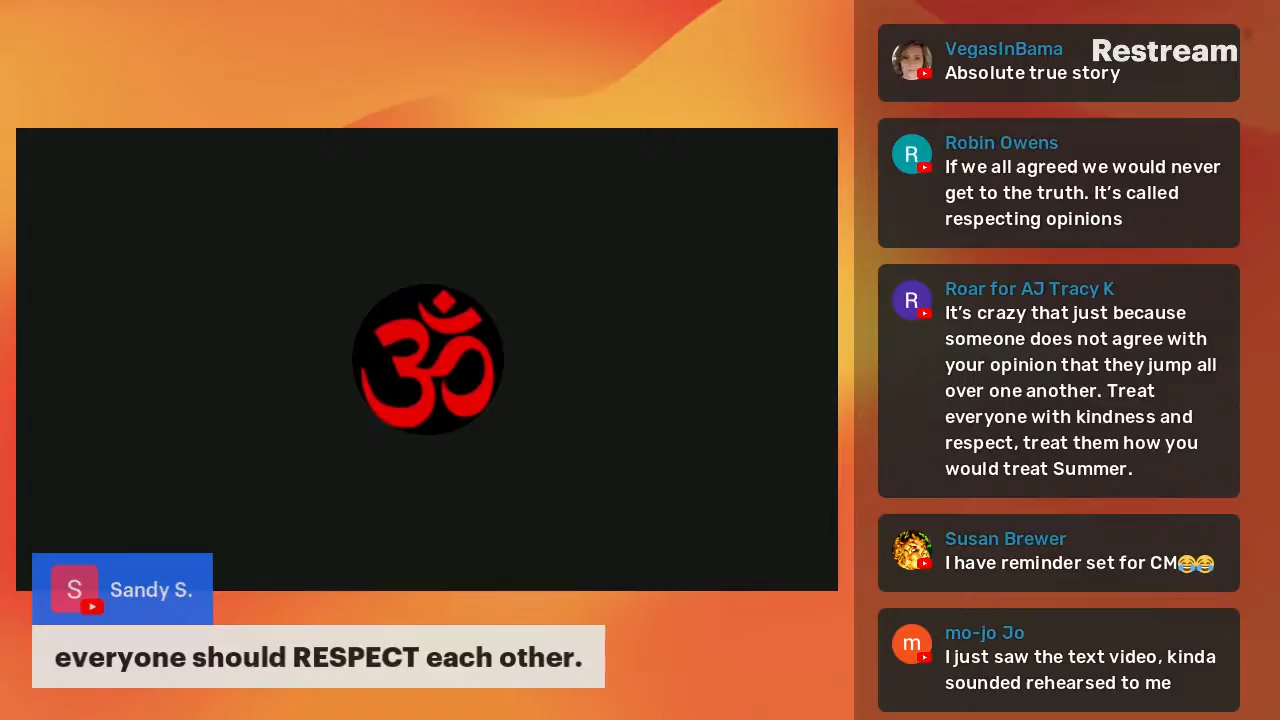 VegasInBama
Restream
Absolute true story
R
Robin Owens
If we all agreed we would never
get to the truth. It’s called
respecting opinions
R
Roar for AJ Tracy K
It’s crazy that just because
someone does not agree with
your opinion that they jump all
over one another. Treat
everyone with kindness and
respect, treat them how you
would treat Summer.
Susan Brewer
I have reminder set for CM😂😂
m
mo-jo Jo
I just saw the text video, kinda
sounded rehearsed to me
ॐ
S
Sandy S.
everyone should RESPECT each other.